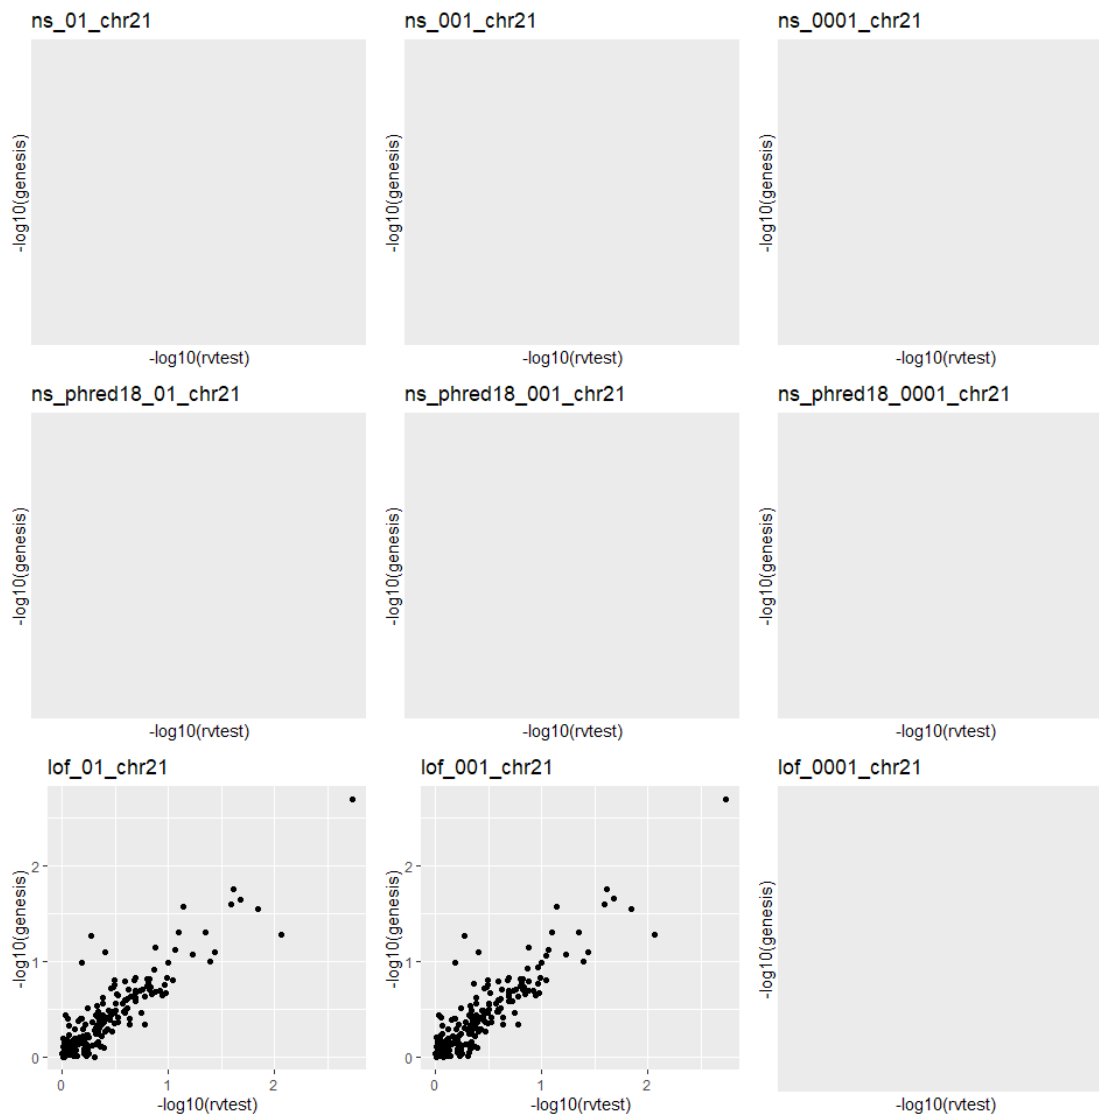 ns_01_chr21
ns_001_chr21
ns_0001_chr21
-log10(genesis)
-log10(genesis)
-log10(genesis)
-log10(rvtest)
-log10(rvtest)
-log10(rvtest)
ns_phred18_01_chr21
ns_phred18_001_chr21
ns_phred18_0001_chr21
-log10(genesis)
-log10(genesis)
-log10(genesis)
-log10(rvtest)
-log10(rvtest)
-log10(rvtest)
lof_01_chr21
lof_001_chr21
lof_0001_chr21
-log10(genesis)
2
1
0
0 1 2
-log10(rvtest)
-log10(genesis)
2
1
0
0 1 2
-log10(rvtest)
-log10(genesis)
-log10(rvtest)